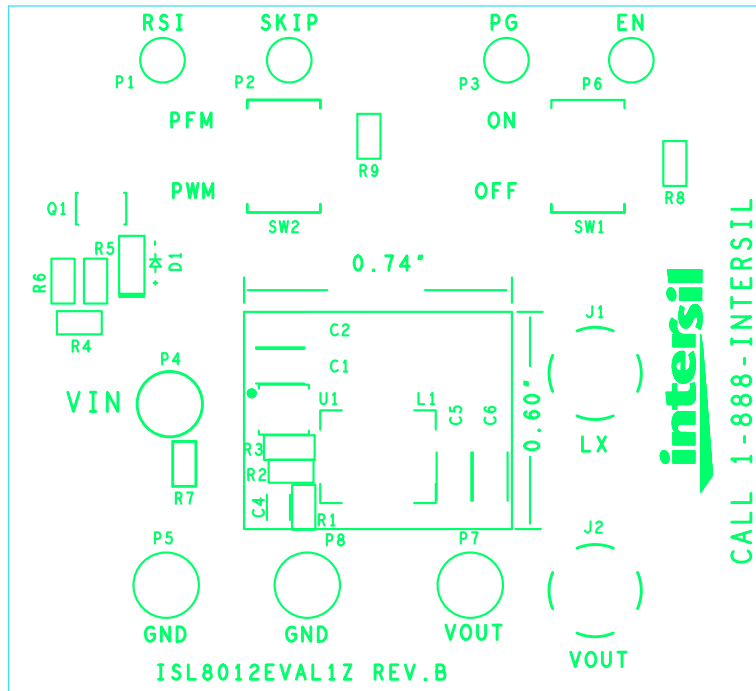 RSI
SKIP
PG
EN
P1
P2
P3
P6
PFM
ON
R9
PWM
OFF
R8
Q1
SW2
SW1
R5
D1
R6
0.74"
R4
J1
C2
P4
C1
VIN
U1
L1
C5
C6
0.60"
LX
R3
R2
R7
C4
R1
intersil
CALL 1-888-INTERSIL
P5
P8
P7
J2
GND
GND
VOUT
VOUT
ISL8012EVAL1Z REV.B